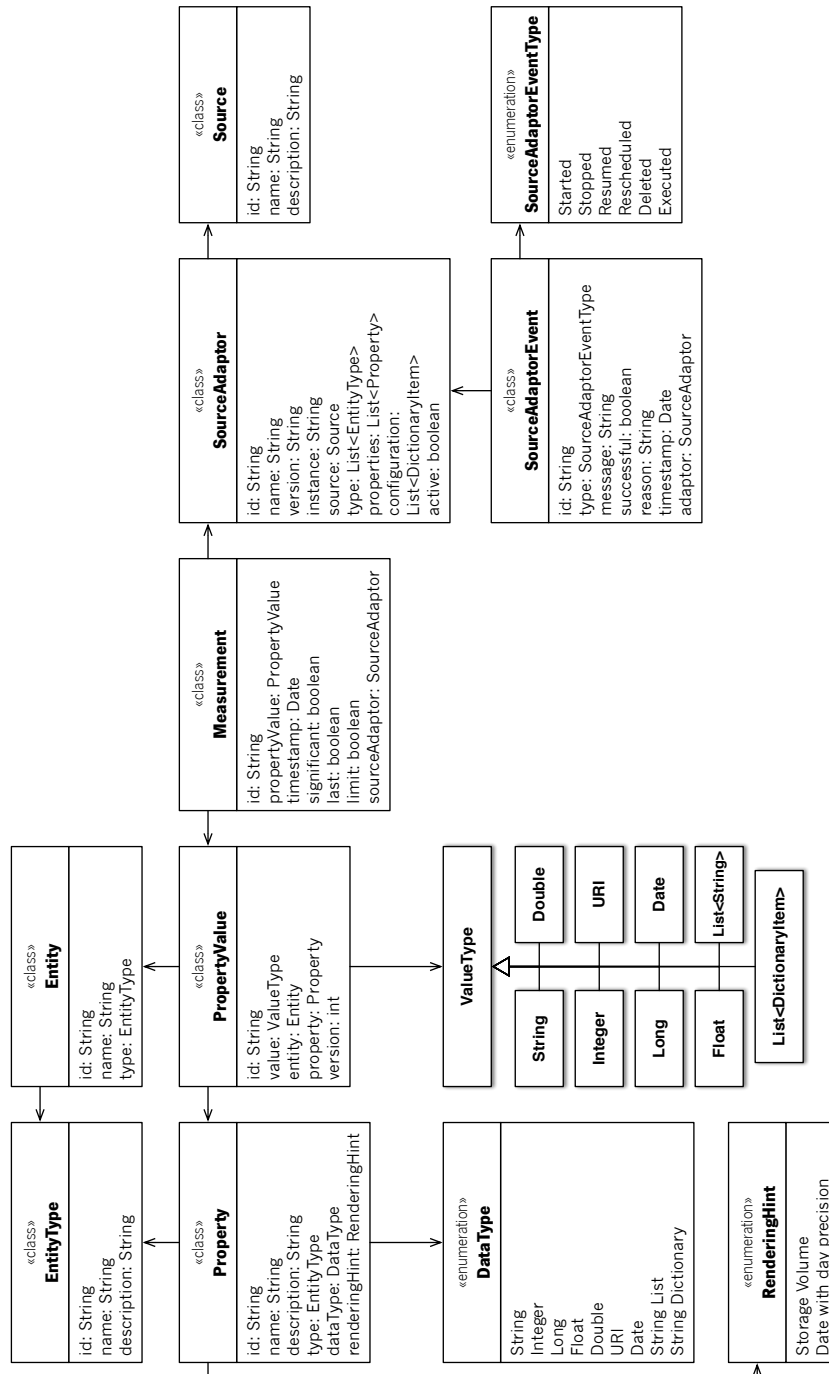 «class»
EntityType
id: String
name: String
description: String
«class»
Entity
id: String
name: String
type: EntityType
«class»
Source
id: String
name: String
description: String
«class»
Property
id: String
name: String
description: String
type: EntityType
dataType: DataType
renderingHint: RenderingHint
«class»
PropertyValue
id: String
value: ValueType
entity: Entity
property: Property
version: int
«class»
Measurement
id: String
propertyValue: PropertyValue
timestamp: Date
significant: boolean
last: boolean
limit: boolean
sourceAdaptor: SourceAdaptor
«class»
SourceAdaptor
id: String
name: String
version: String
instance: String
source: Source
type: List<EntityType>
properties: List<Property>
configuration:
List<DictionaryItem>
active: boolean
«enumeration»
DataType
String
Integer
Long
Float
Double
URI
Date
String List
String Dictionary
ValueType
String
Double
Integer
URI
Long
Date
Float
List<String>
List<DictionaryItem>
«class»
SourceAdaptorEvent
id: String
type: SourceAdaptorEventType
message: String
successful: boolean
reason: String
timestamp: Date
adaptor: SourceAdaptor
«enumeration»
SourceAdaptorEventType
Started
Stopped
Resumed
Rescheduled
Deleted
Executed
«enumeration»
RenderingHint
Storage Volume
Date with day precision